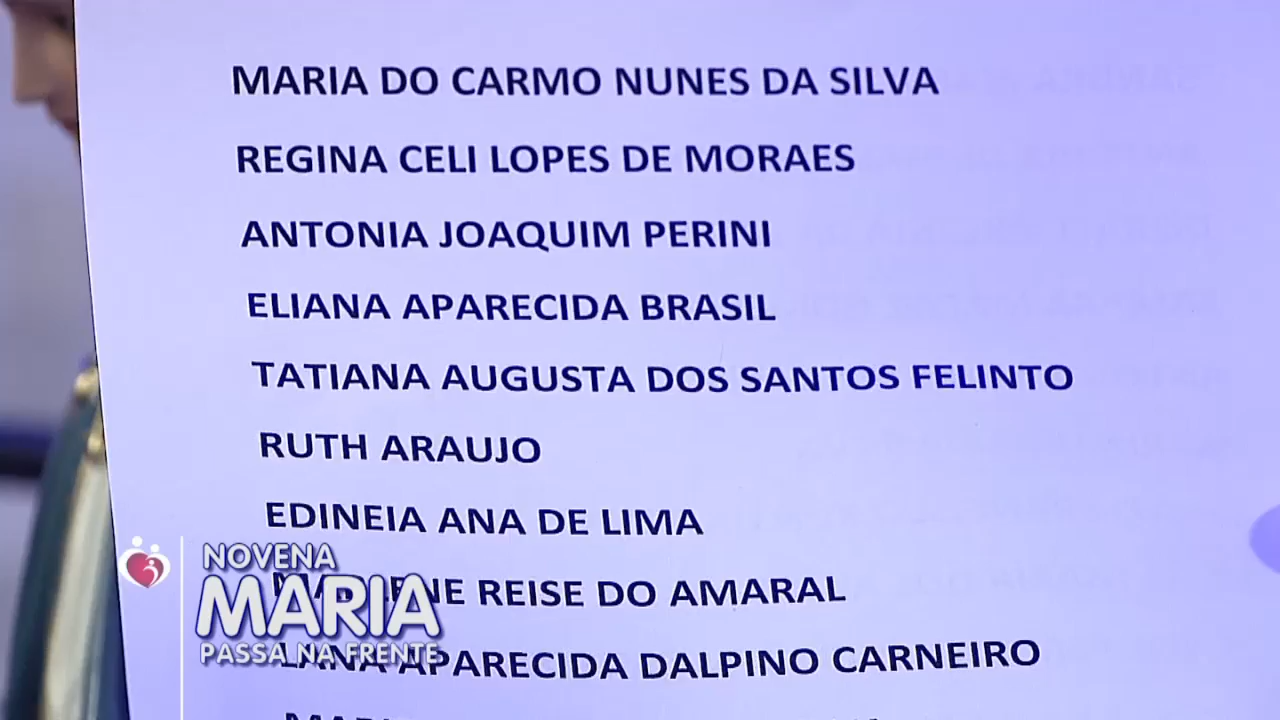 MARIA DO CARMO NUNES DA SILVA
REGINA CELI LOPES DE MORAES
ANTONIA JOAQUIM PERINI
ELIANA APARECIDA BRASIL
TATIANA AUGUSTA DOS SANTOS FELINTO
RUTH ARAUJO
EDINEIA ANA DE LIMA
REISE DO AMARAL
APARECIDA DALPINO CARNEIRO
NOVENA
MARIA
PASSA NA FRENTE